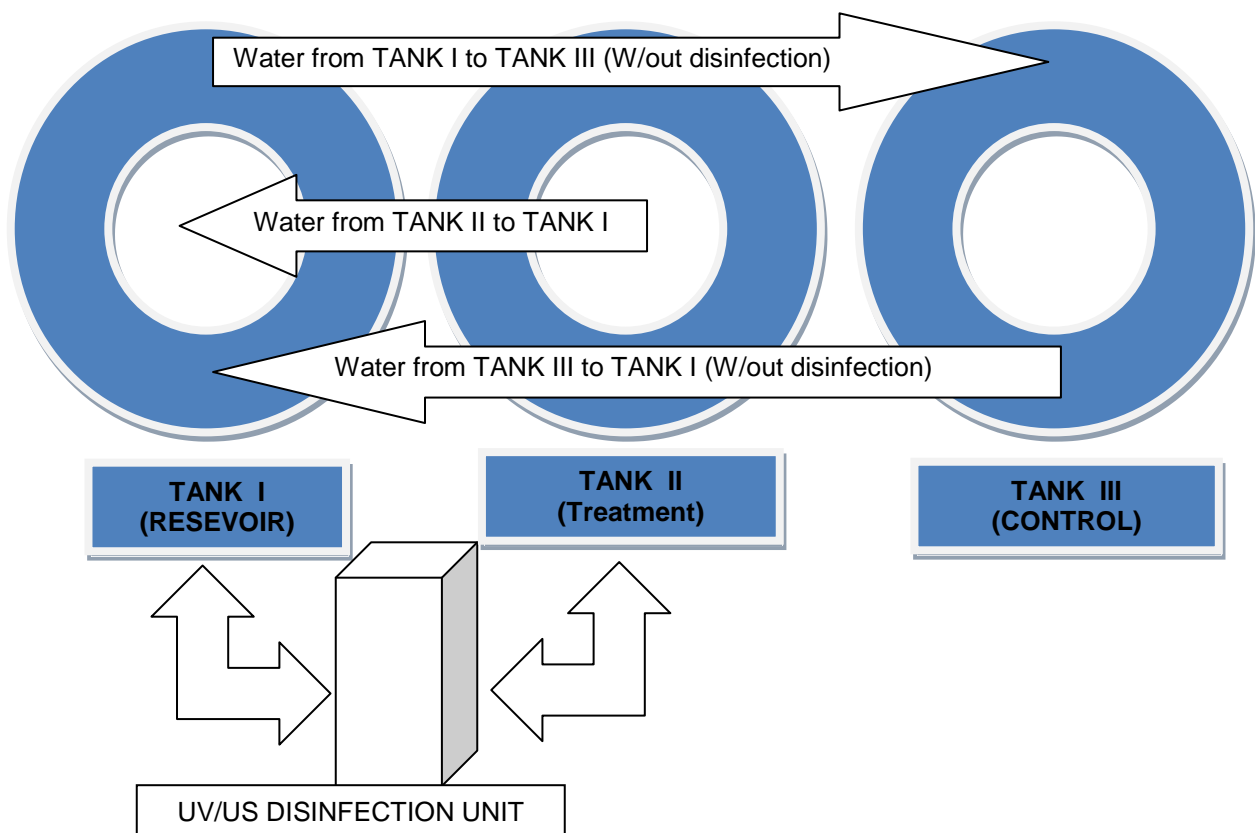 Water from TANK I to TANK III (W/out disinfection)
Water from TANK II to TANK I
Water from TANK III to TANK I (W/out disinfection)
TANK I
(RESEVOIR)
TANK II
(Treatment)
TANK III
(CONTROL)
UV/US DISINFECTION UNIT